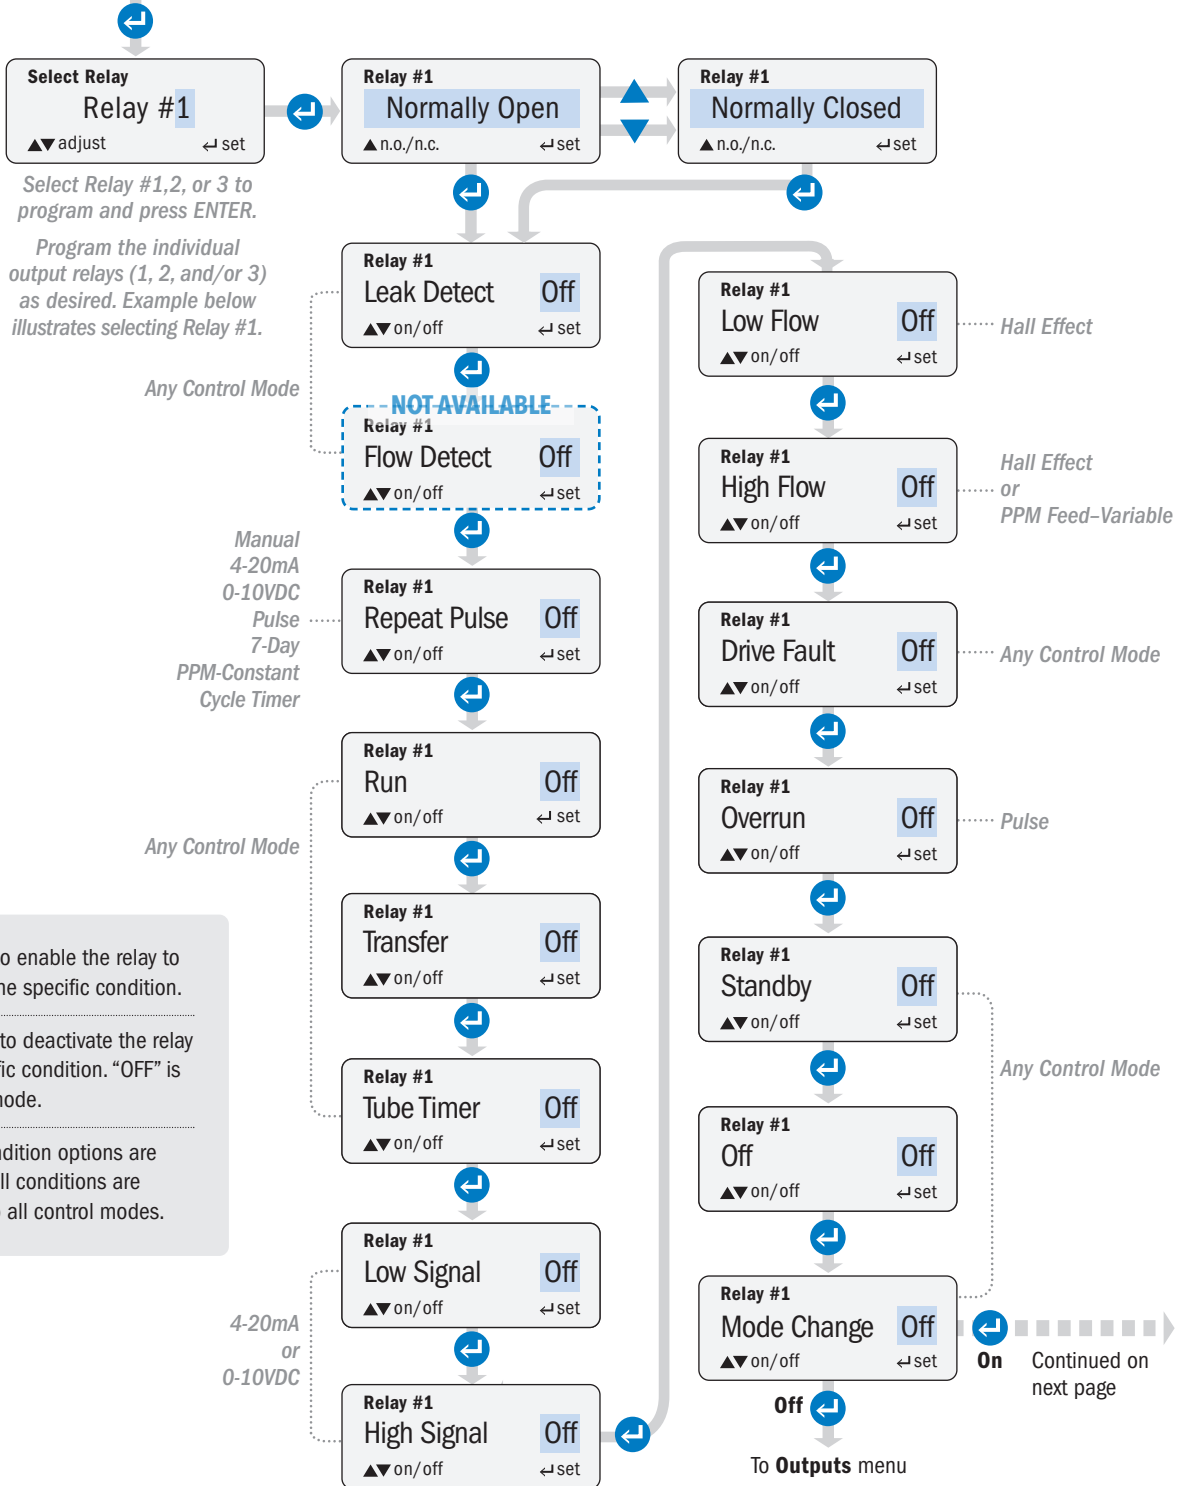 Select Relay
Relay #1
▲▼ adjust ↵ set
Select Relay #1,2, or 3 to
program and press ENTER.
Program the individual
output relays (1, 2, and/or 3)
as desired. Example below
illustrates selecting Relay #1.
Relay #1
Normally Open
▲ n.o./n.c. ↵ set
Relay #1
Normally Closed
▲ n.o./n.c. ↵ set
Relay #1
Leak Detect Off
▲▼ on/off ↵ set
Any Control Mode
NOT AVAILABLE
Relay #1
Flow Detect Off
▲▼ on/off ↵ set
Manual
4-20mA
0-10VDC
Pulse
7-Day
PPM-Constant
Cycle Timer
Relay #1
Repeat Pulse Off
▲▼ on/off ↵ set
Relay #1
Run Off
▲▼ on/off ↵ set
Any Control Mode
Relay #1
Transfer Off
▲▼ on/off ↵ set
Relay #1
Tube Timer Off
▲▼ on/off ↵ set
o enable the relay to
ne specific condition.
to deactivate the relay
fic condition. “OFF” is
node.
ndition options are
ll conditions are
all control modes.
Relay #1
Low Signal Off
▲▼ on/off ↵ set
4-20mA
or
0-10VDC
Relay #1
High Signal Off
▲▼ on/off ↵ set
Relay #1
Low Flow Off
▲▼ on/off ↵ set
Hall Effect
Relay #1
High Flow Off
▲▼ on/off ↵ set
Hall Effect
or
PPM Feed–Variable
Relay #1
Drive Fault Off
▲▼ on/off ↵ set
Any Control Mode
Relay #1
Overrun Off
▲▼ on/off ↵ set
Pulse
Relay #1
Standby Off
▲▼ on/off ↵ set
Any Control Mode
Relay #1
Off Off
▲▼ on/off ↵ set
Relay #1
Mode Change Off
▲▼ on/off ↵ set
On
Continued on
next page
Off
To Outputs menu